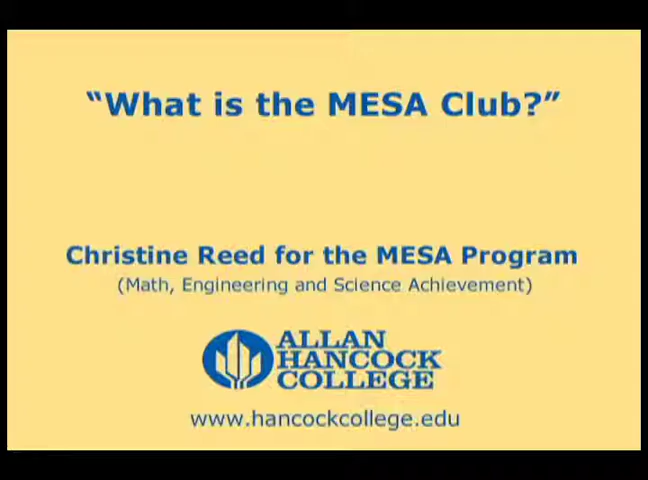 “What is the MESA Club?”
Christine Reed for the MESA Program
(Math, Engineering and Science Achievement)
ALLAN
HANCOCK
COLLEGE
www.hancockcollege.edu